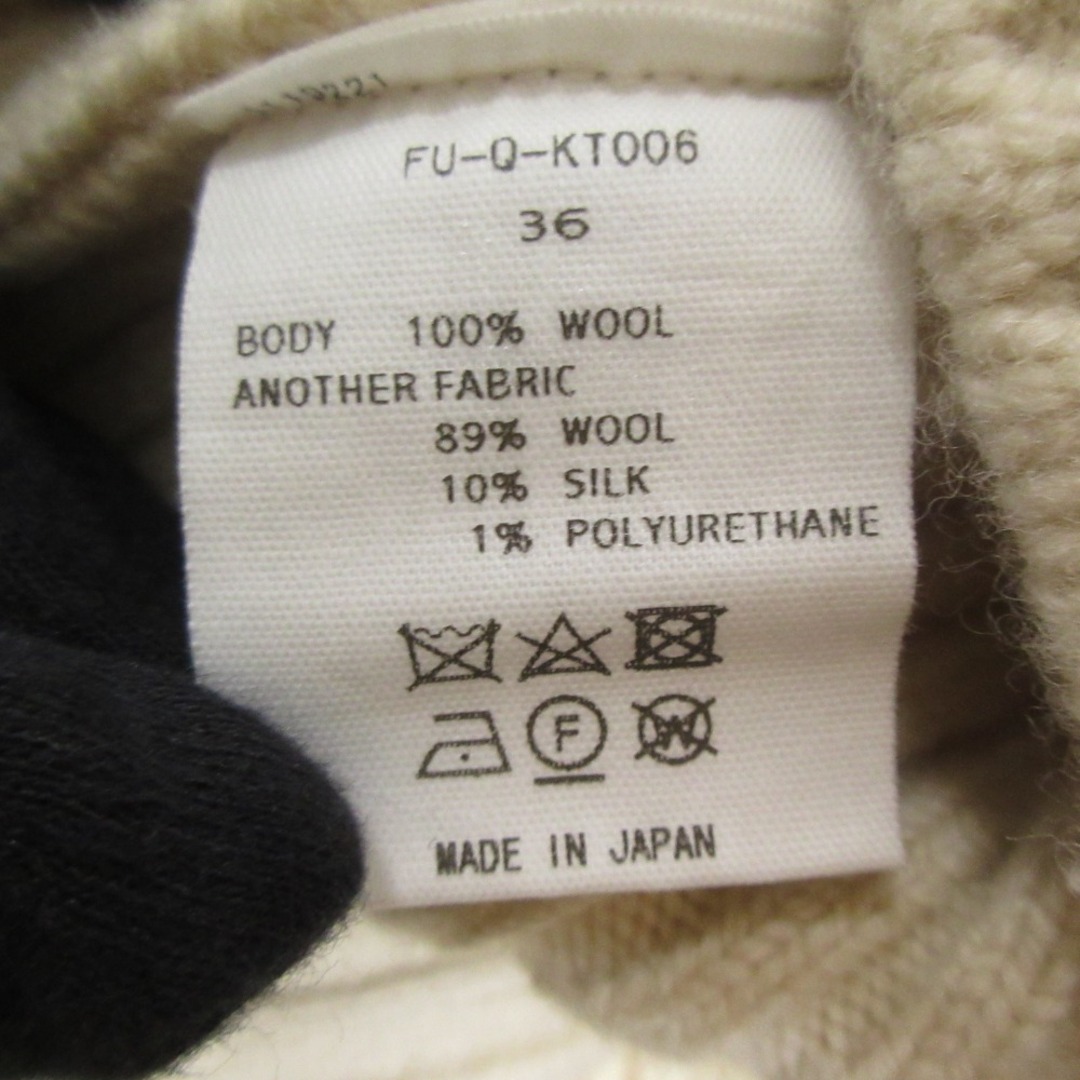 FU-Q-KT006
36
BODY 100% WOOL
ANOTHER FABRIC
89% WOOL
10% SILK
1% POLYURETHANE
F W
MADE IN JAPAN